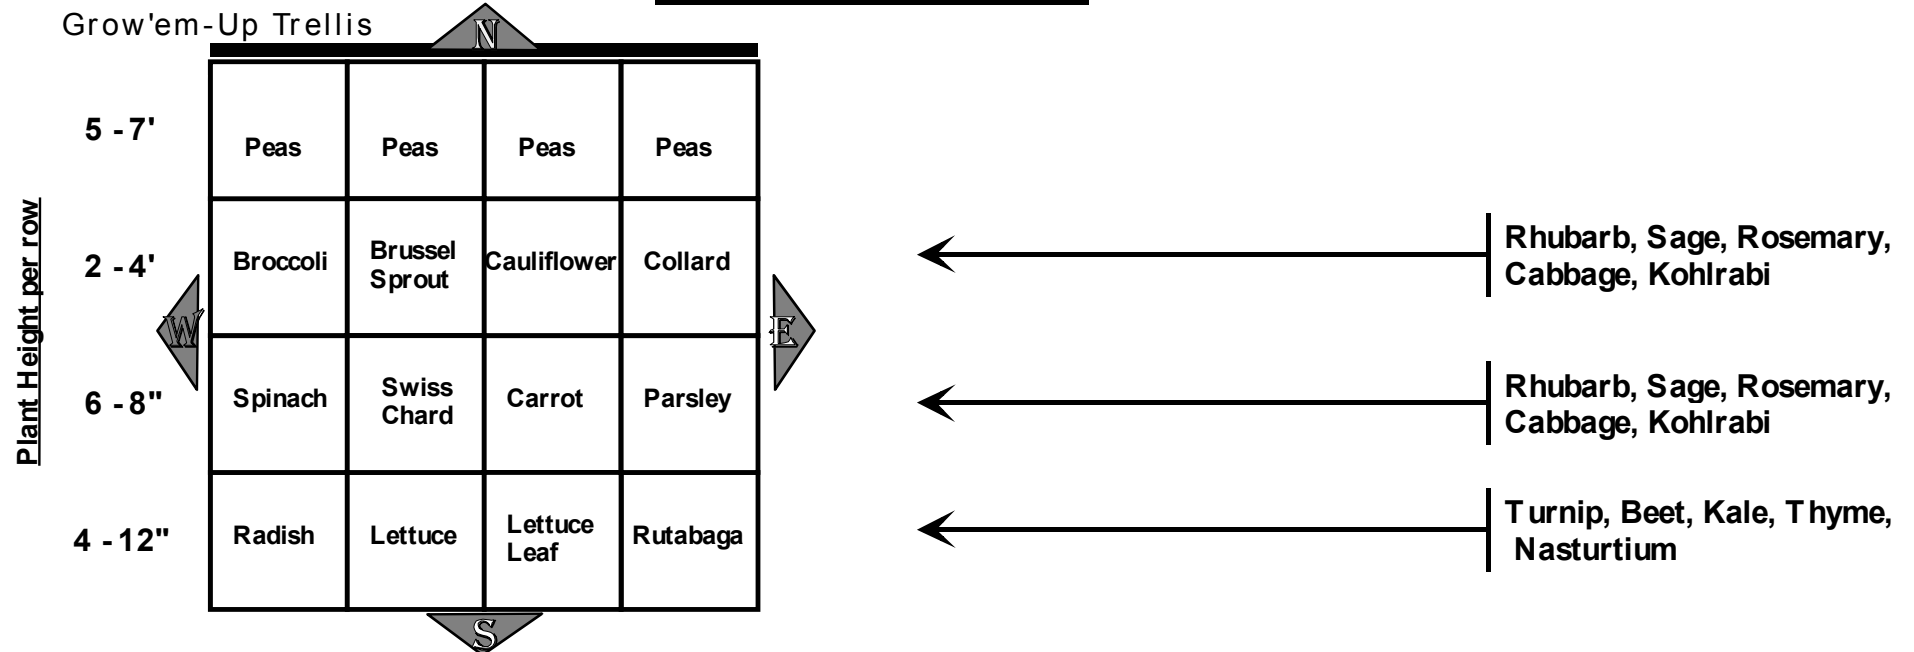 Grow'em-Up Trellis
N
5 - 7'
Peas
Peas
Peas
Peas
Plant Height per row
2 - 4'
Broccoli
Brussel
Sprout
Cauliflower
Collard
Rhubarb, Sage, Rosemary,
Cabbage, Kohlrabi
W
E
6 - 8"
Spinach
Swiss
Chard
Carrot
Parsley
Rhubarb, Sage, Rosemary,
Cabbage, Kohlrabi
4 - 12"
Radish
Lettuce
Lettuce
Leaf
Rutabaga
Turnip, Beet, Kale, Thyme,
Nasturtium
S